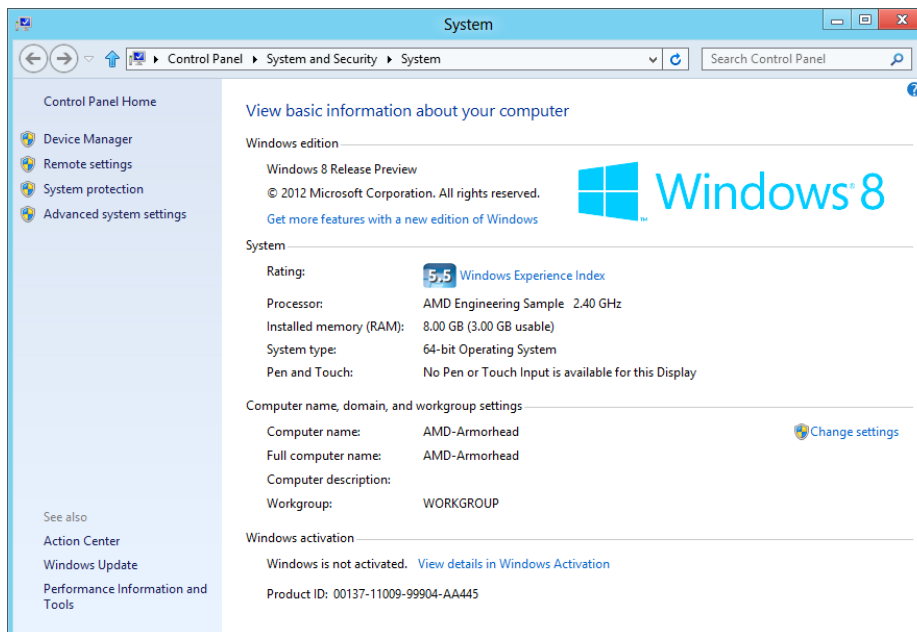 System
Control Panel System and Security System
Search Control Panel
Control Panel Home
Device Manager
Remote settings
System protection
Advanced system settings
See also
Action Center
Windows Update
Performance Information and
Tools
View basic information about your computer
Windows edition
Windows 8 Release Preview
© 2012 Microsoft Corporation. All rights reserved.
Get more features with a new edition of Windows
Windows® 8
System
Rating: 5,5 Windows Experience Index
Processor: AMD Engineering Sample 2.40 GHz
Installed memory (RAM): 8.00 GB (3.00 GB usable)
System type: 64-bit Operating System
Pen and Touch: No Pen or Touch Input is available for this Display
Computer name, domain, and workgroup settings
Computer name: AMD-Armorhead
Change settings
Full computer name: AMD-Armorhead
Computer description:
Workgroup: WORKGROUP
Windows activation
Windows is not activated. View details in Windows Activation
Product ID: 00137-11009-99904-AA445